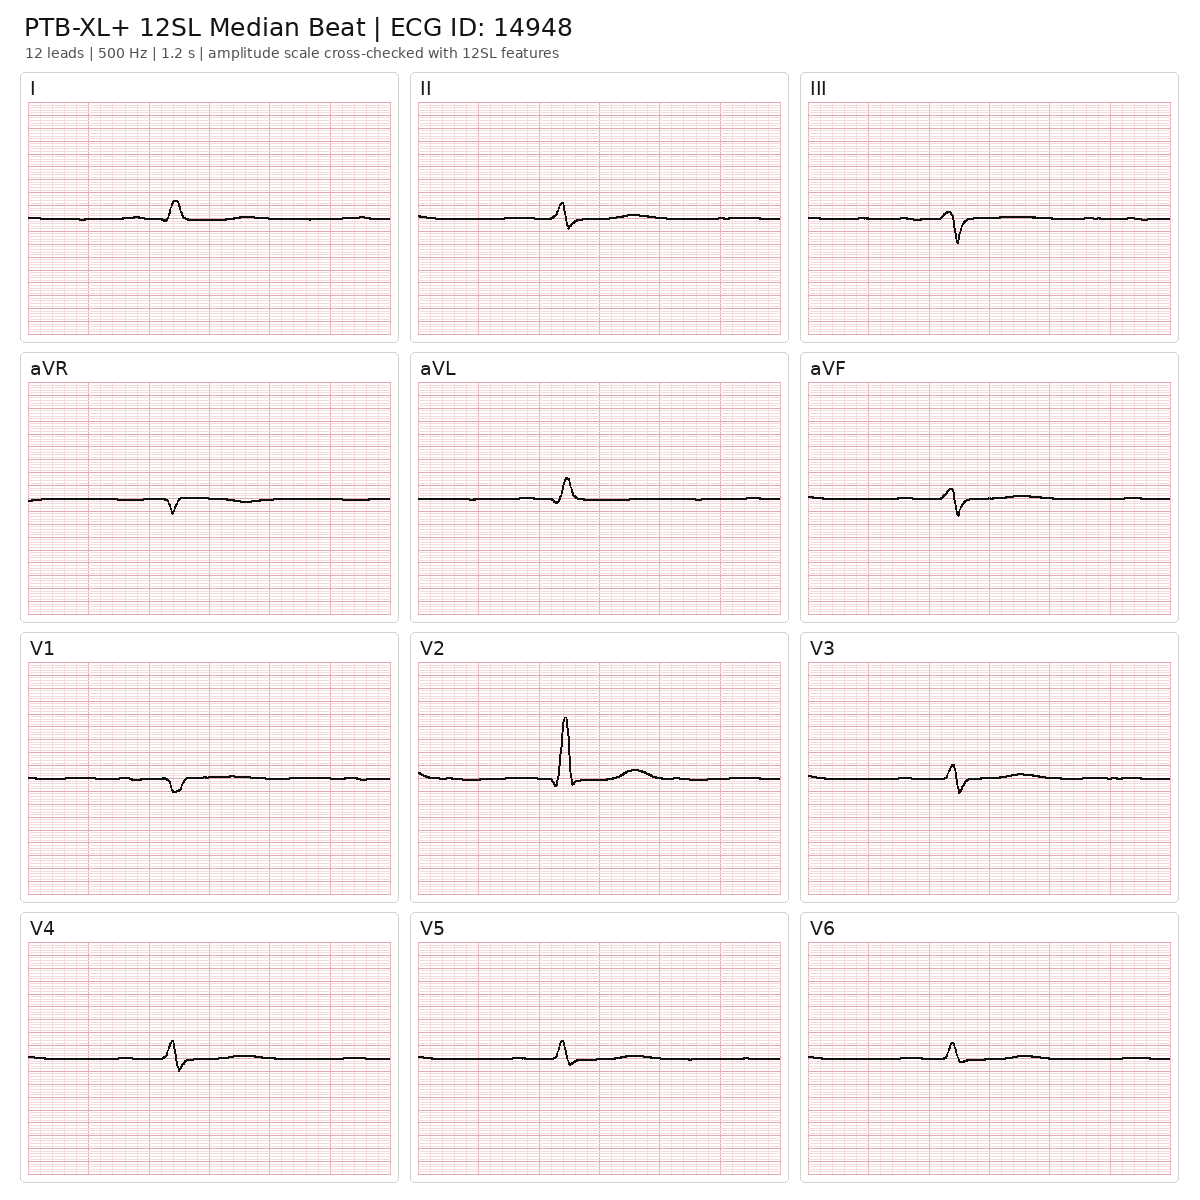 PTB-XL+ 12SL Median Beat | ECG ID: 14948
12 leads | 500 Hz | 1.2 s | amplitude scale cross-checked with 12SL features
I
II
III
aVR
aVL
aVF
V1
V2
V3
V4
V5
V6